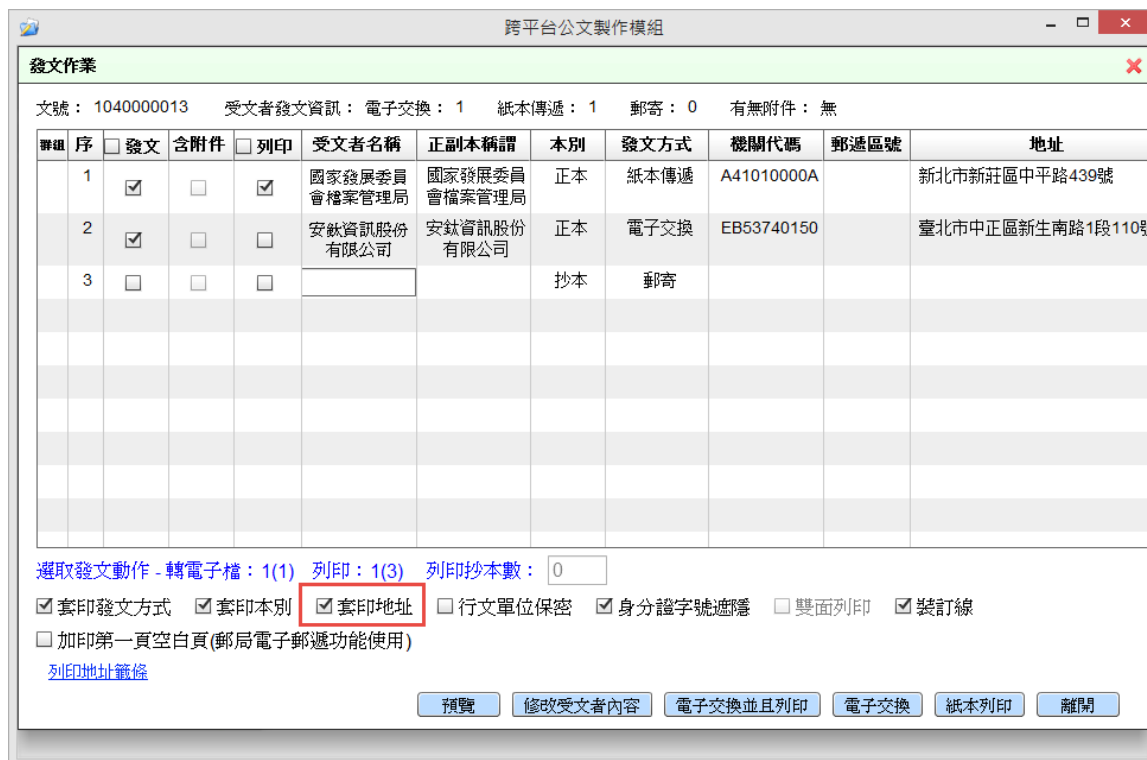 跨平台公文製作模組
發文作業
文號： 1040000013 受文者發文資訊： 電子交換： 1 紙本傳遞： 1 郵寄： 0 有無附件： 無
群組 序 發文 含附件 列印 受文者名稱 正副本稱謂 本別 發文方式 機關代碼 郵遞區號 地址
1 國家發展委員會檔案管理局 國家發展委員會檔案管理局 正本 紙本傳遞 A41010000A 新北市新莊區中平路439號
2 安鈦資訊股份有限公司 安鈦資訊股份有限公司 正本 電子交換 EB53740150 臺北市中正區新生南路1段110號
3 抄本 郵寄
選取發文動作 - 轉電子檔： 1(1) 列印： 1(3) 列印抄本數： 0
套印發文方式 套印本別 套印地址 行文單位保密 身分證字號遮隱 雙面列印 裝訂線
加印第一頁空白頁(郵局電子郵遞功能使用)
列印地址籤條
預覽 修改受文者內容 電子交換並且列印 電子交換 紙本列印 離開